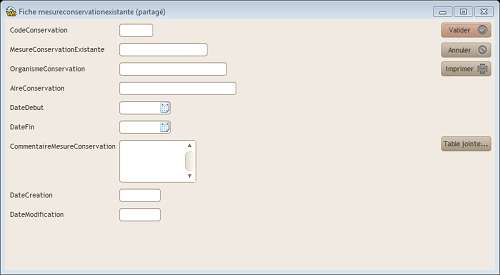 Fiche mesureconservationexistante (partagé)
CodeConservation
Valider
MesureConservationExistante
Annuler
OrganismeConservation
Imprimer
AireConservation
DateDebut
DateFin
CommentaireMesureConservation
Table jointe...
DateCreation
DateModification